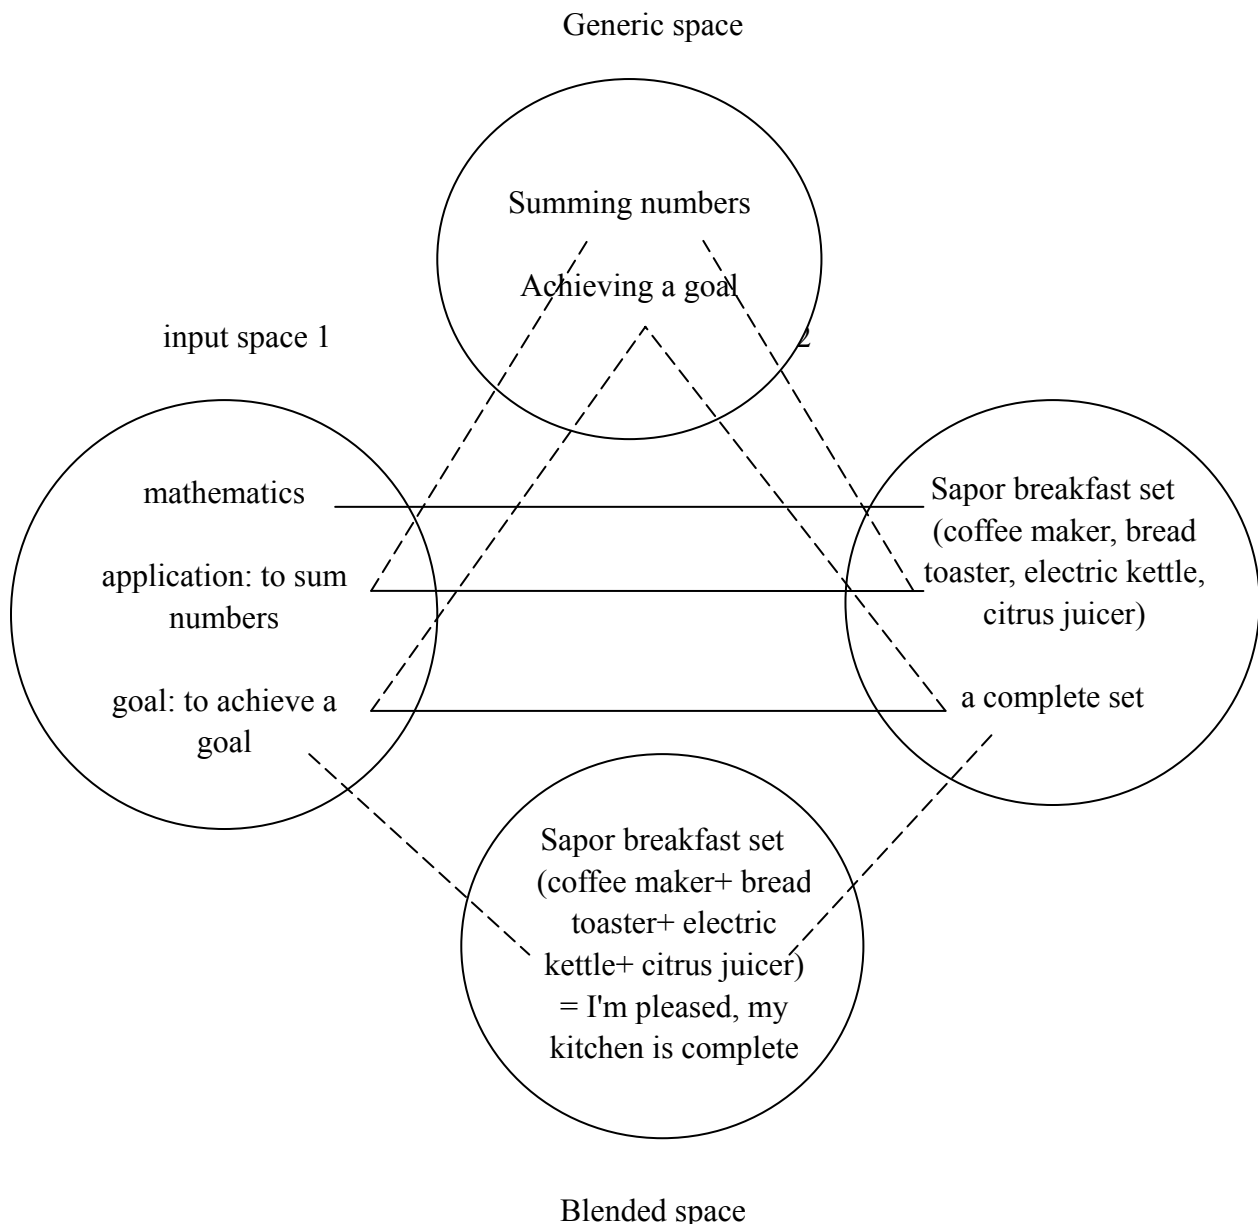 Generic space
Summing numbers
Achieving a goal
input space 1
2
mathematics
application: to sum
numbers
goal: to achieve a
goal
Sapor breakfast set
(coffee maker, bread
toaster, electric kettle,
citrus juicer)
a complete set
Sapor breakfast set
(coffee maker+ bread
toaster+ electric
kettle+ citrus juicer)
= I'm pleased, my
kitchen is complete
Blended space